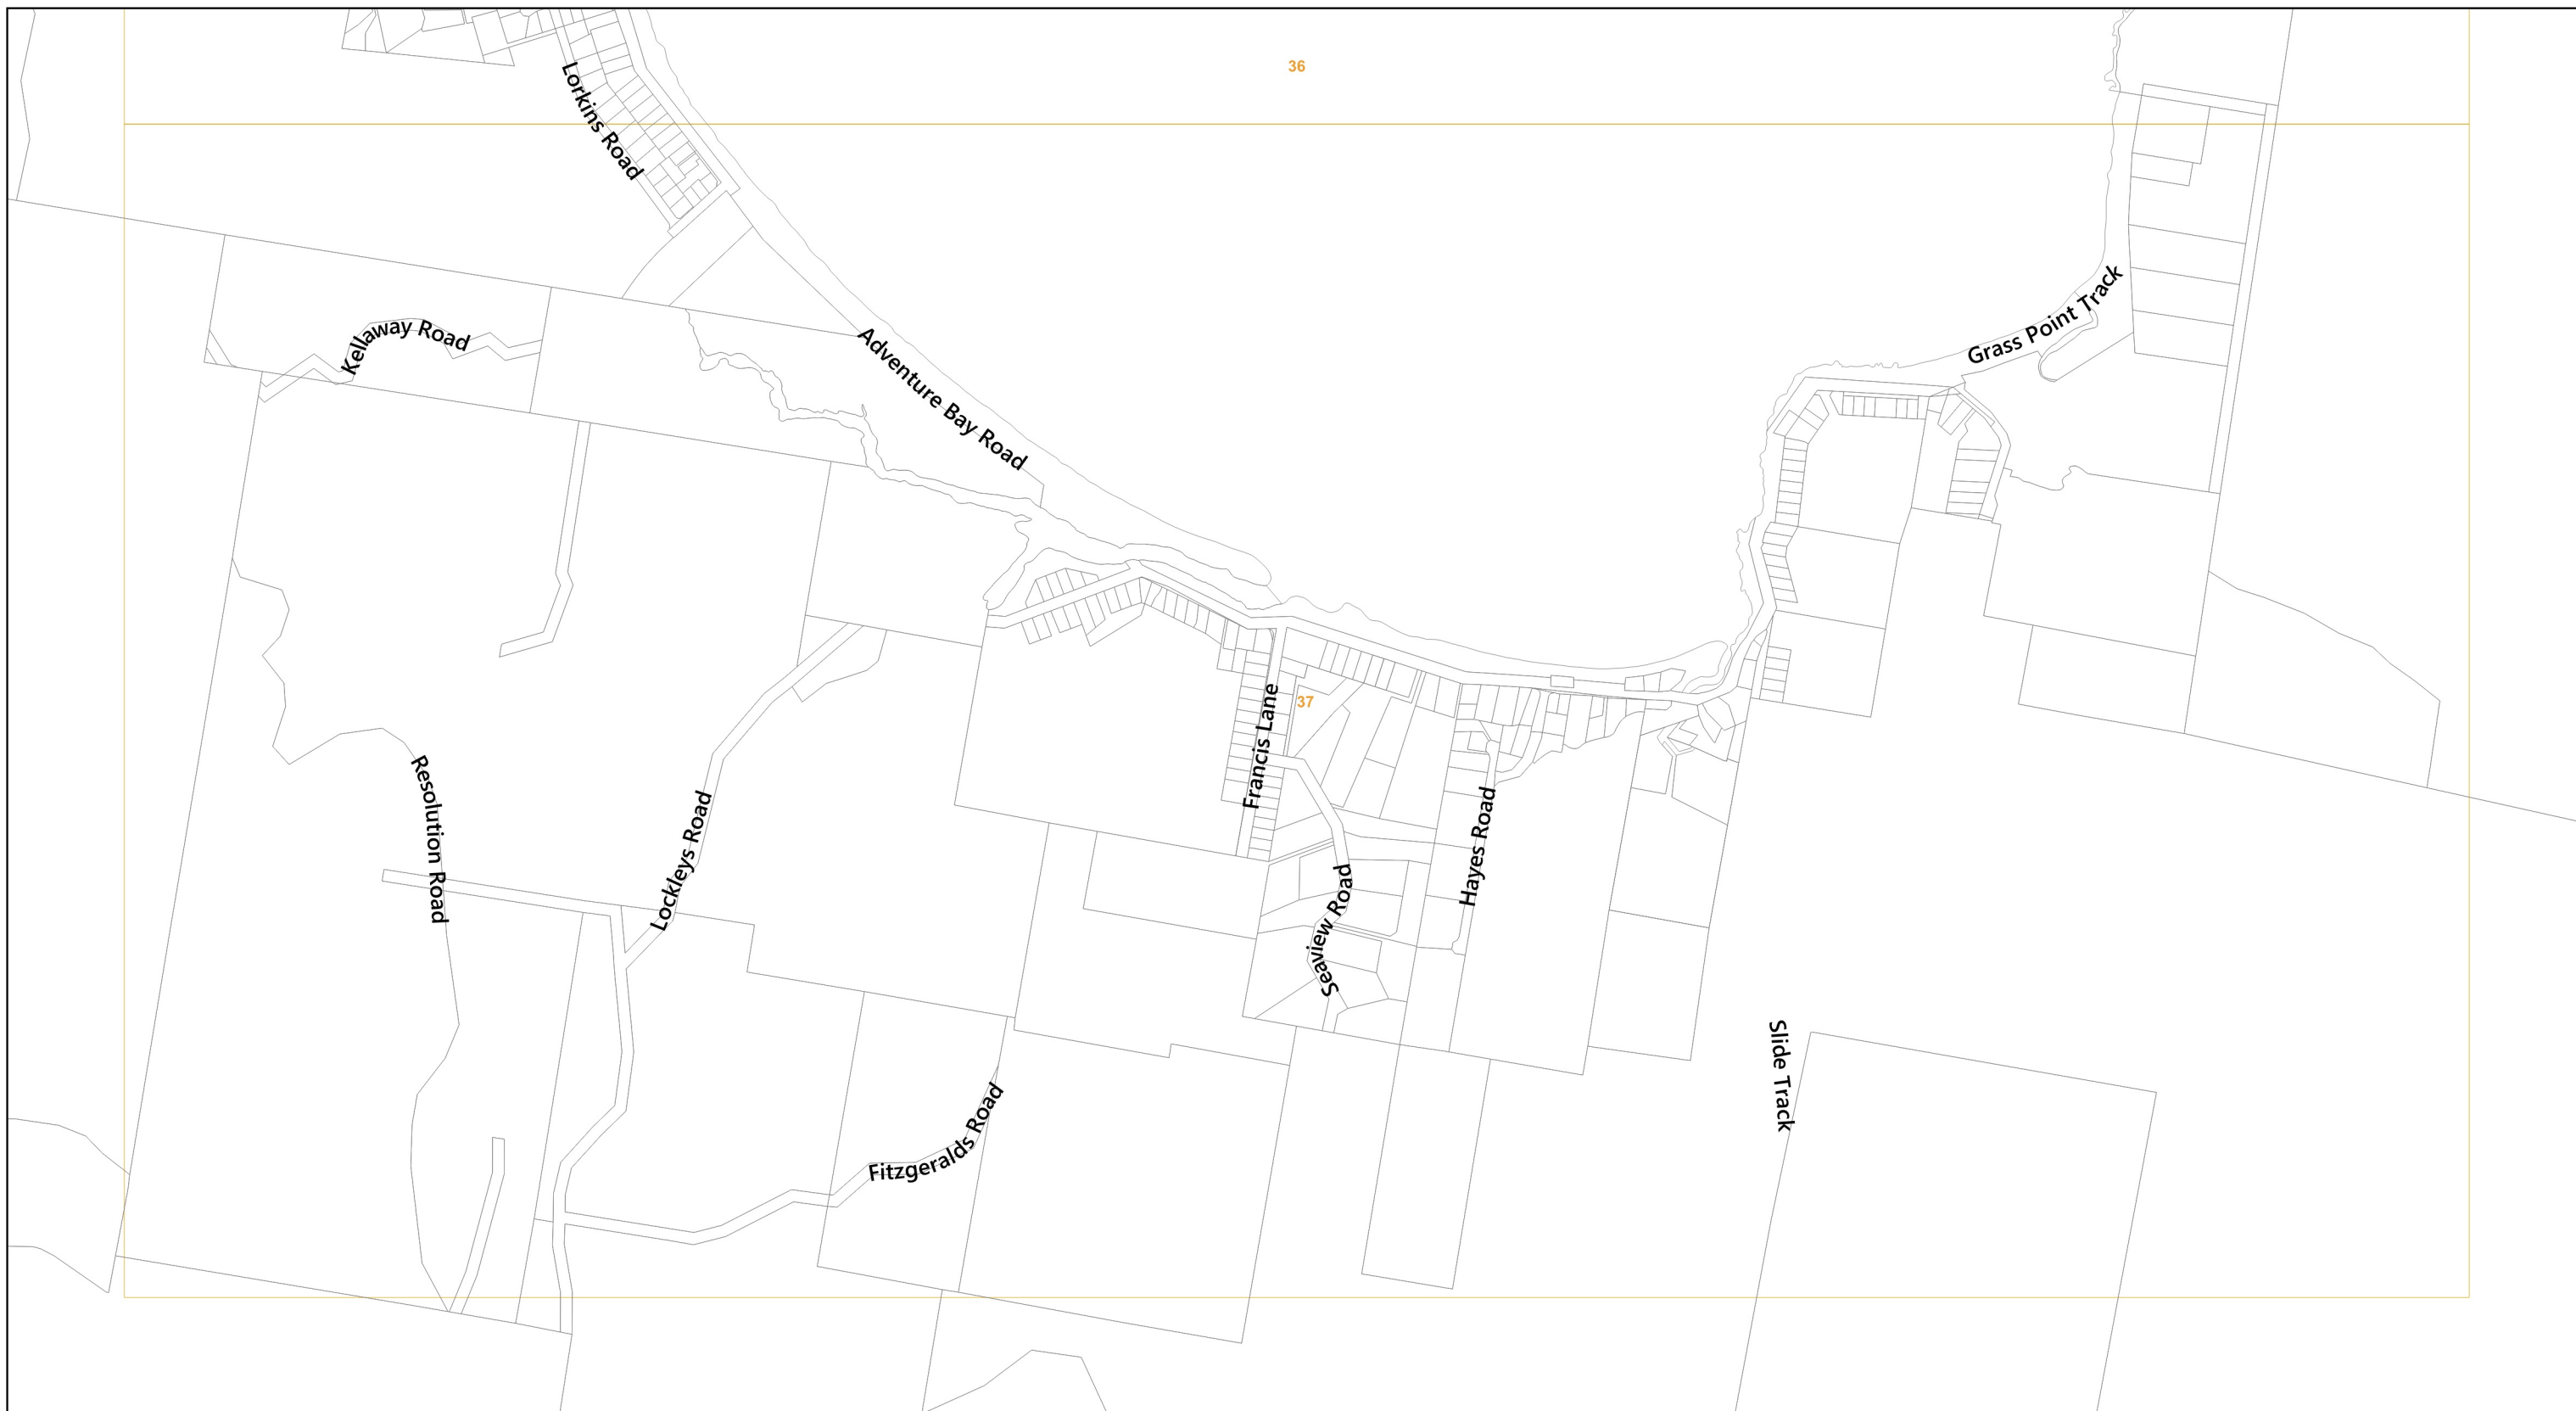 36
Lorkins Road
Grass Point Track
Kellaway Road
Adventure Bay Road
37
Francis Lane
Resolution Road
Lockleys Road
Hayes Road
Seaview Road
Slide Track
Fitzgeralds Road